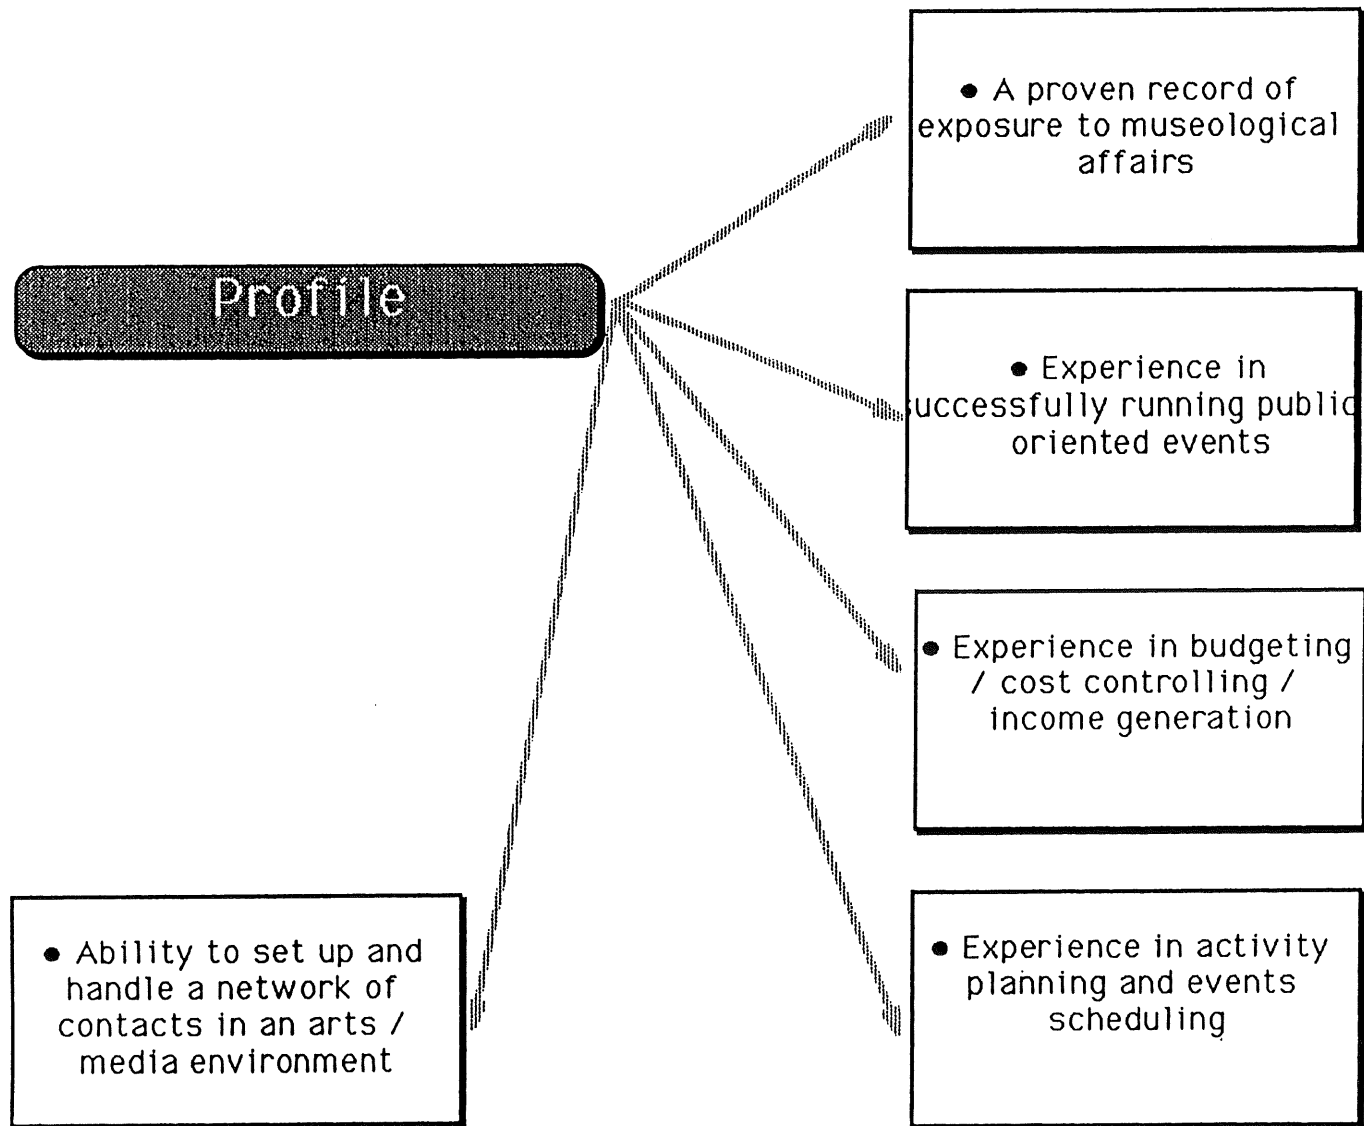 Profile
• A proven record of
exposure to museological
affairs
• Experience in
uccessfully running public
oriented events
• Experience in budgeting
/ cost controlling /
income generation
• Experience in activity
planning and events
scheduling
• Ability to set up and
handle a network of
contacts in an arts /
media environment